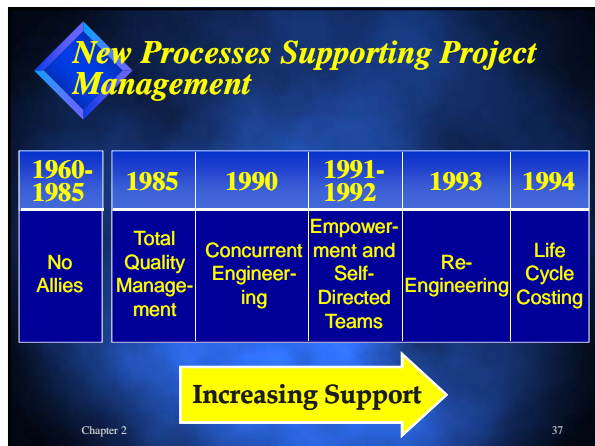 New Processes Supporting Project
Management
1960-
1985
1985
1990
1991-
1992
1993
1994
No
Allies
Total
Quality
Manage-
ment
Concurrent
Engineer-
ing
Empower-
ment and
Self-
Directed
Teams
Re-
Engineering
Life
Cycle
Costing
Increasing Support
Chapter 2
37